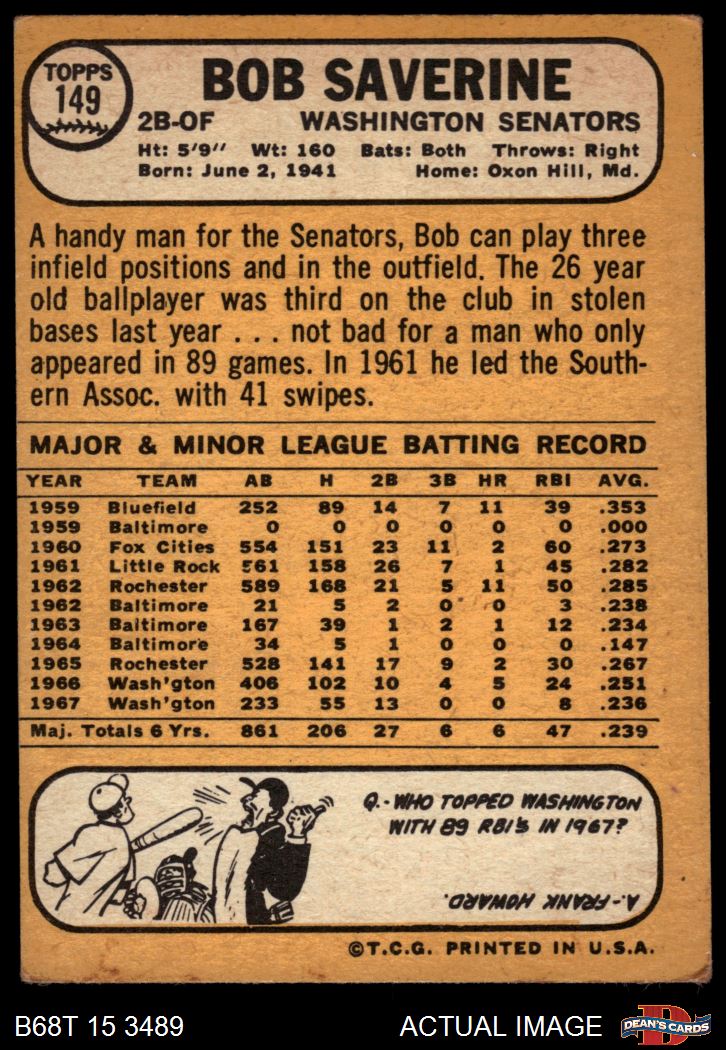 TOPPS
149
BOB SAVERINE
2B-OF WASHINGTON SENATORS
Ht: 5'9" Wt: 160 Bats: Both Throws: Right
Born: June 2, 1941 Home: Oxon Hill, Md.
A handy man for the Senators, Bob can play three
infield positions and in the outfield. The 26 year
old ballplayer was third on the club in stolen
bases last year . . . not bad for a man who only
appeared in 89 games. In 1961 he led the South-
ern Assoc. with 41 swipes.
MAJOR & MINOR LEAGUE BATTING RECORD
YEAR TEAM AB H 2B 3B HR RBI AVG.
1959 Bluefield 252 89 14 7 11 39 .353
1959 Baltimore 0 0 0 0 0 0 .000
1960 Fox Cities 554 151 23 11 2 60 .273
1961 Little Rock 561 158 26 7 1 45 .282
1962 Rochester 589 168 21 5 11 50 .285
1962 Baltimore 21 5 2 0 0 3 .238
1963 Baltimore 167 39 1 2 1 12 .234
1964 Baltimore 34 5 1 0 0 0 .147
1965 Rochester 528 141 17 9 2 30 .267
1966 Wash'gton 406 102 10 4 5 24 .251
1967 Wash'gton 233 55 13 0 0 8 .236
Maj. Totals 6 Yrs. 861 206 27 6 6 47 .239
Q.-WHO TOPPED WASHINGTON
WITH 89 RBI'S IN 1967?
A.-FRANK HOWARD.
©T.C.G. PRINTED IN U.S.A.
B68T 15 3489 ACTUAL IMAGE
D
DEAN'S CARDS